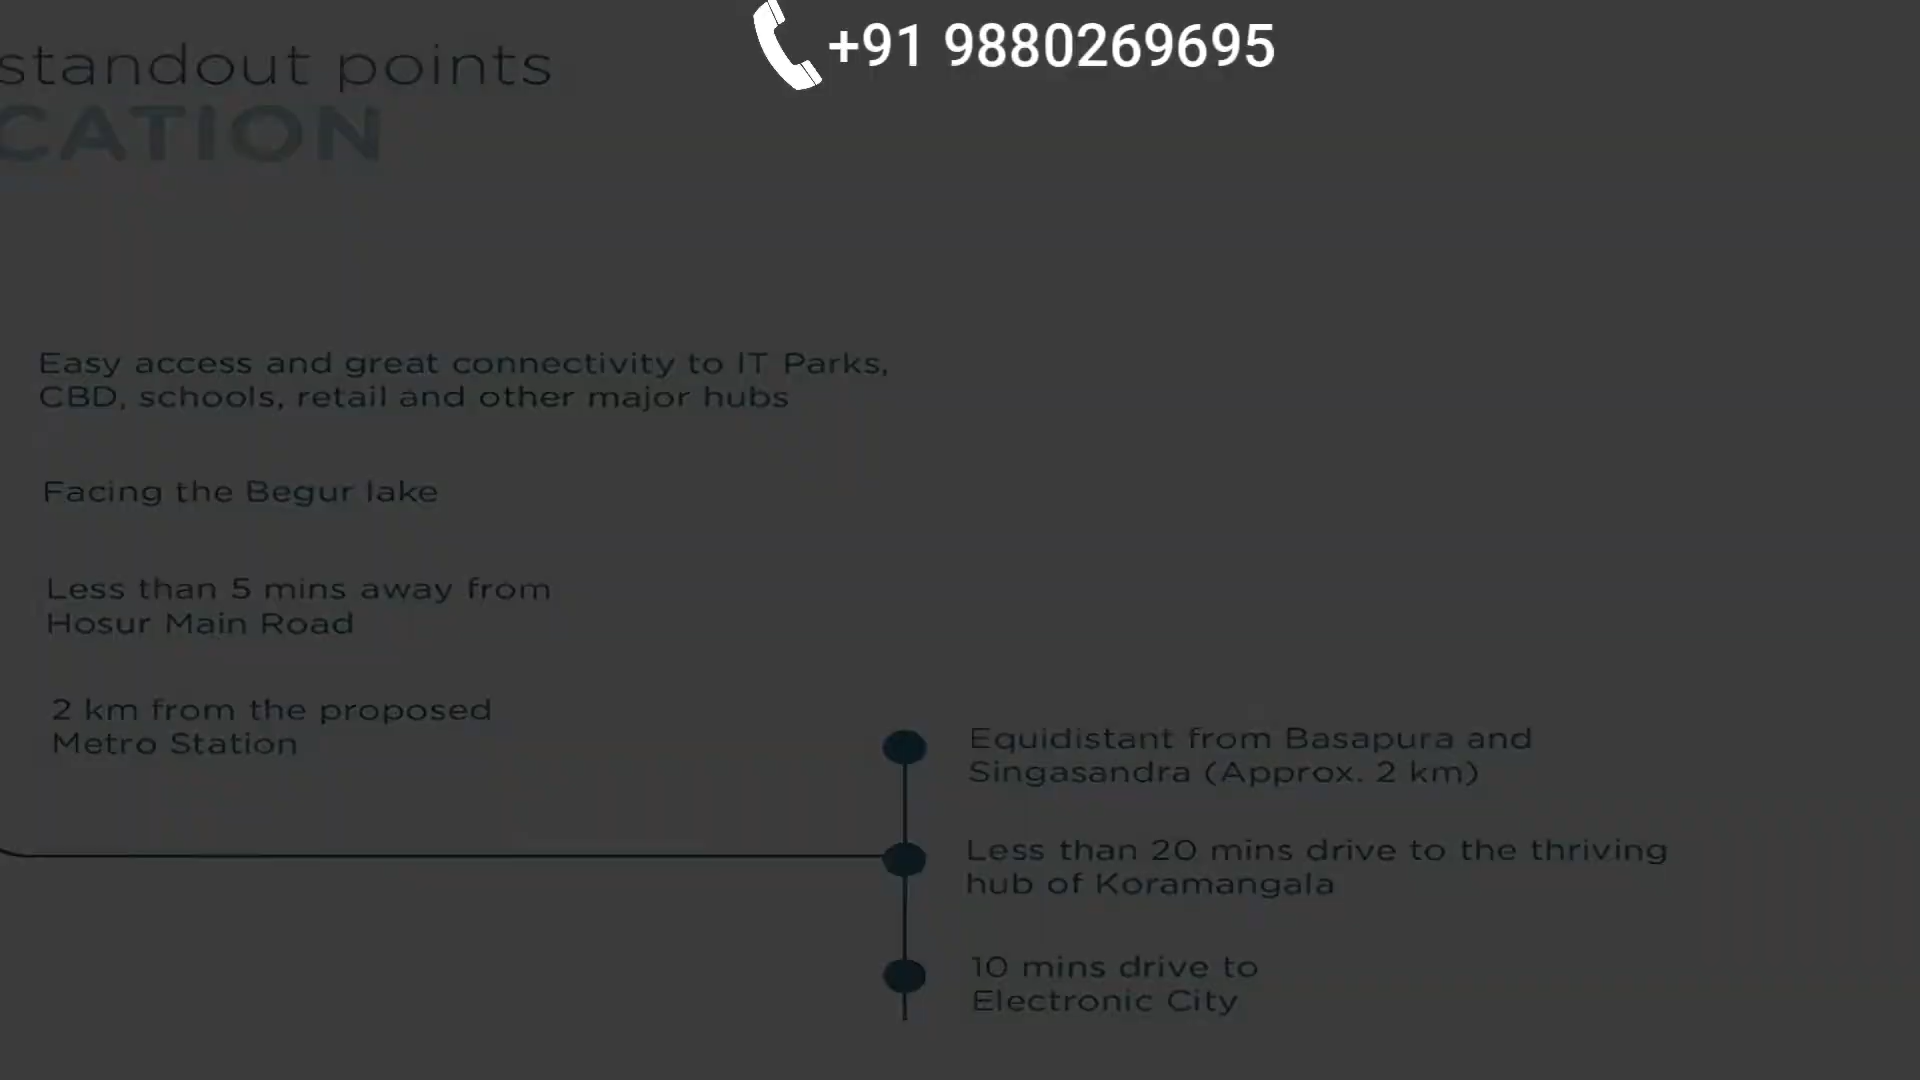 +91 9880269695
standout points
CATION
Easy access and great connectivity to IT Parks,
CBD, schools, retail and other major hubs
Facing the Begur lake
Less than 5 mins away from
Hosur Main Road
2 km from the proposed
Metro Station
Equidistant from Basapura and
Singasandra (Approx. 2 km)
Less than 20 mins drive to the thriving
hub of Koramangala
10 mins drive to
Electronic City